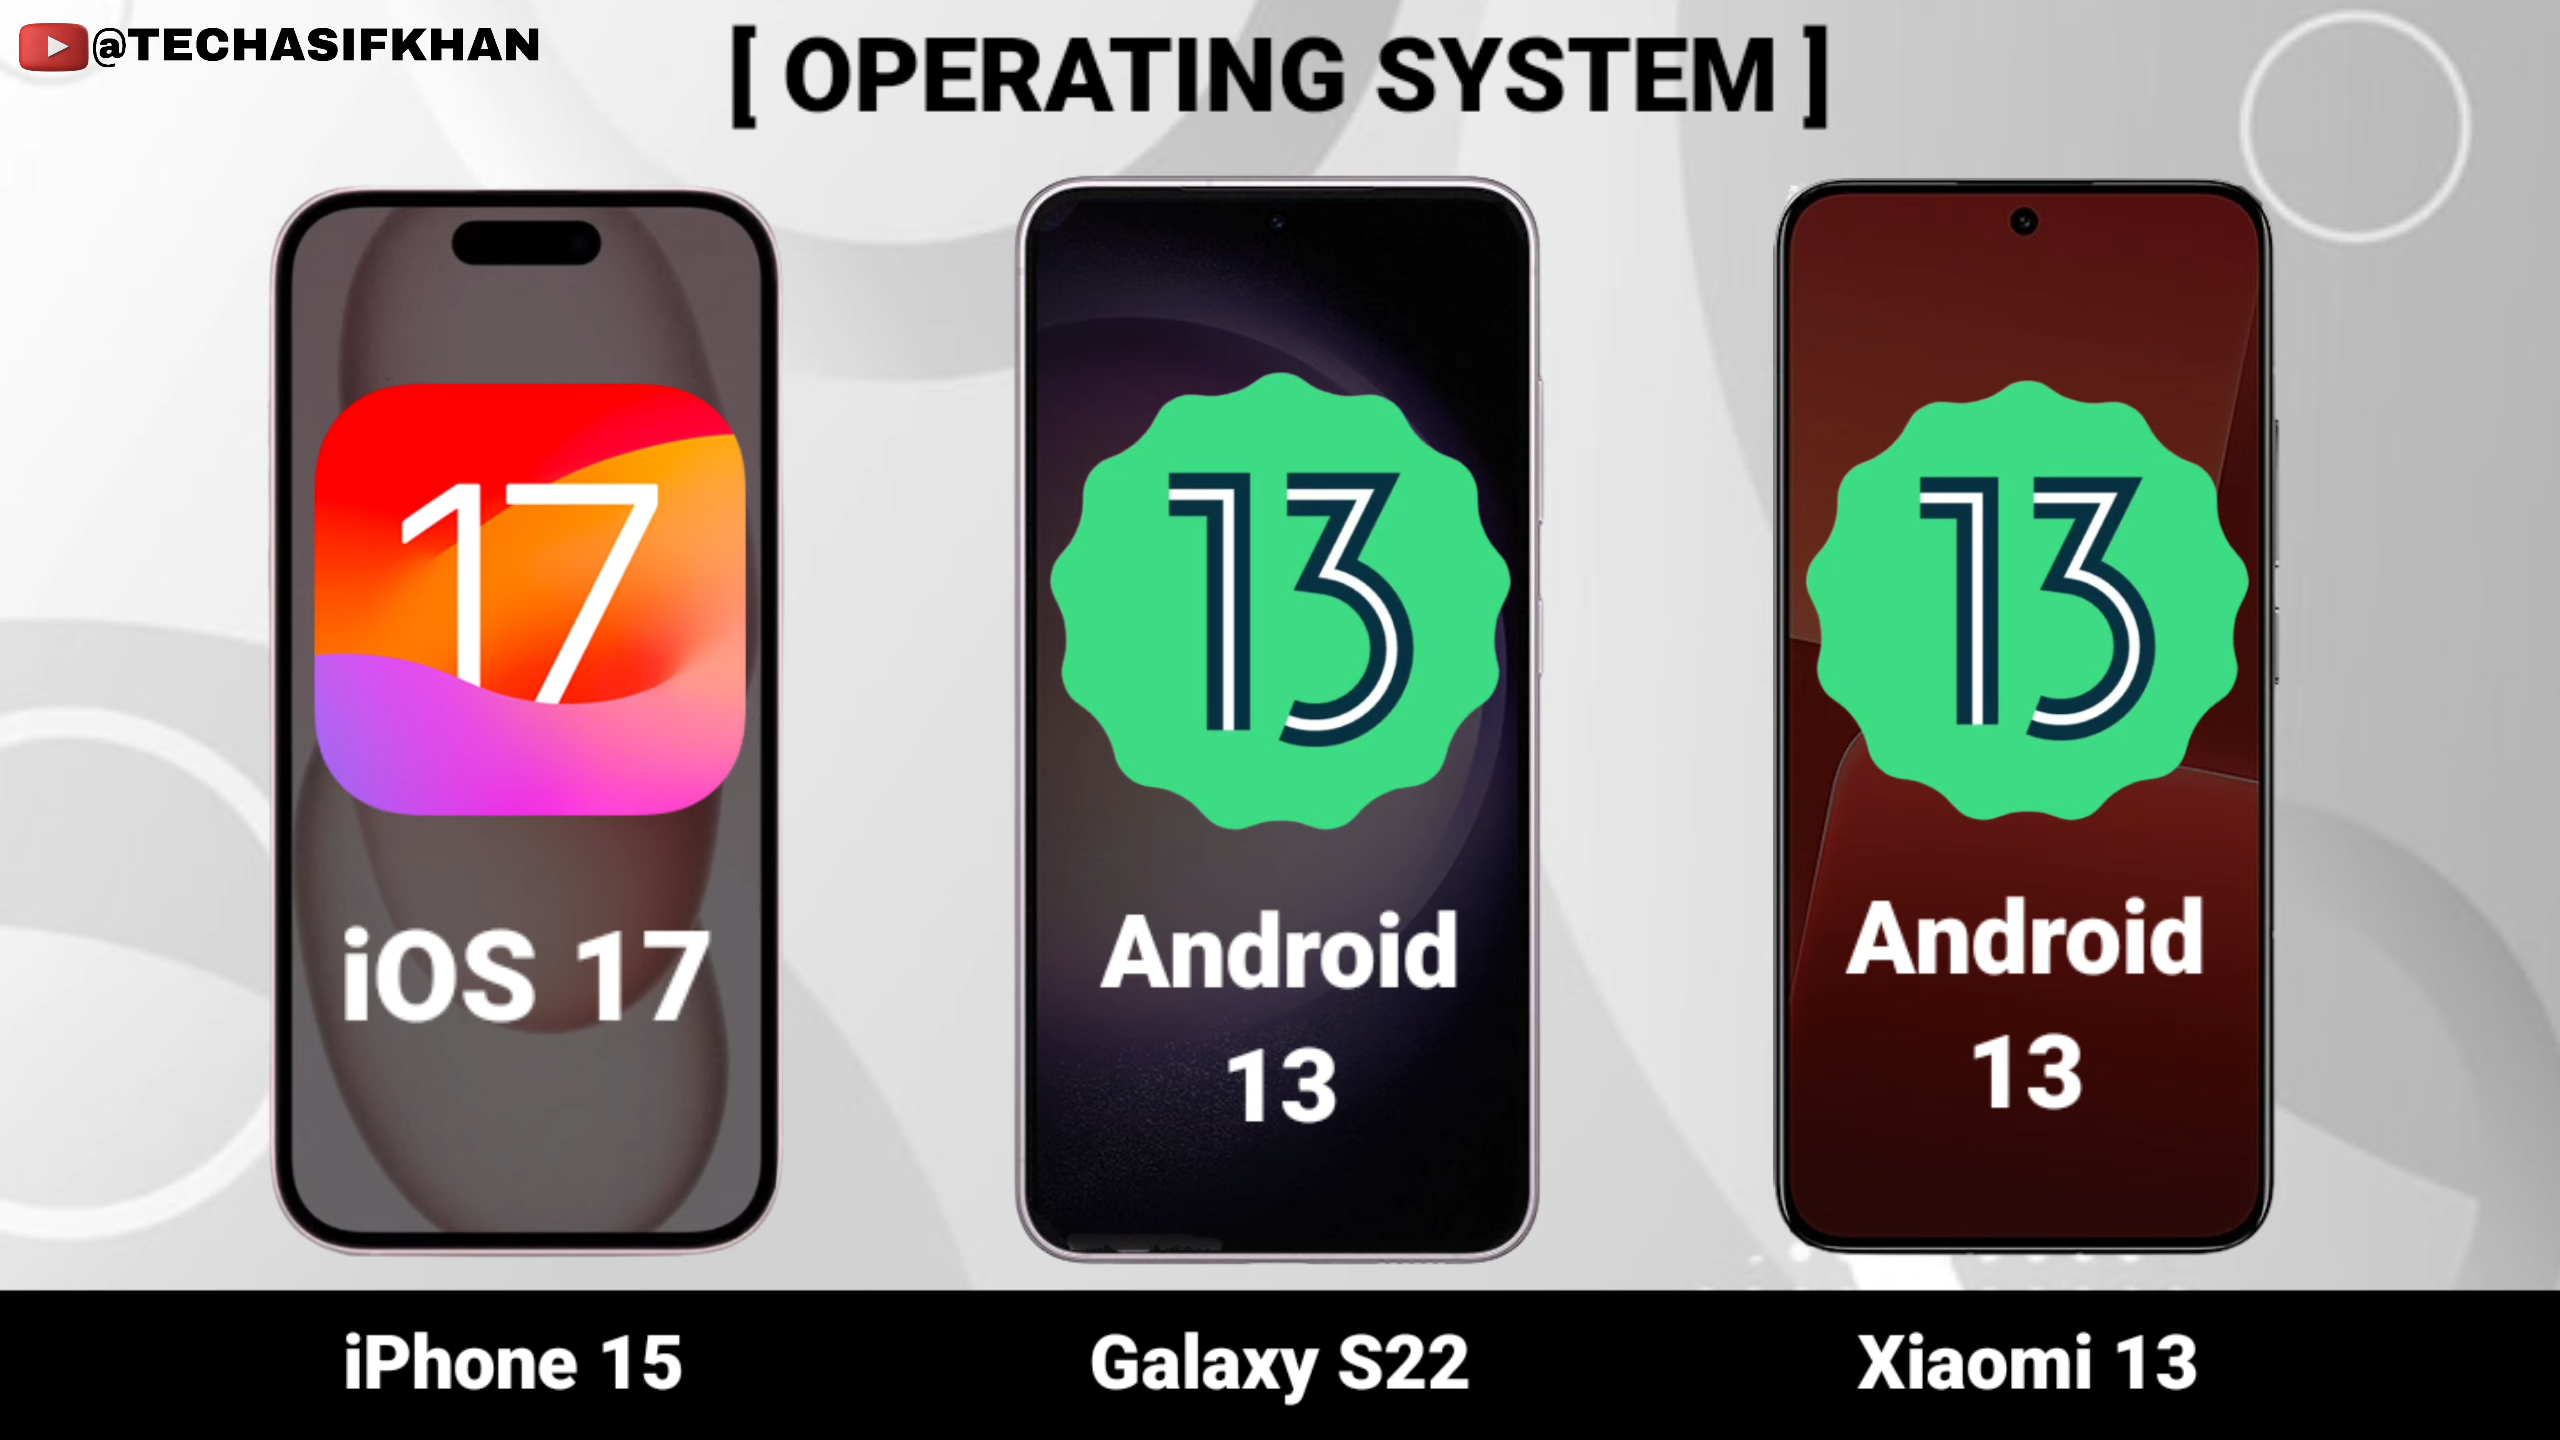 @TECHASIFKHAN
[ OPERATING SYSTEM ]
17
13
13
iOS 17
Android
13
Android
13
iPhone 15
Galaxy S22
Xiaomi 13